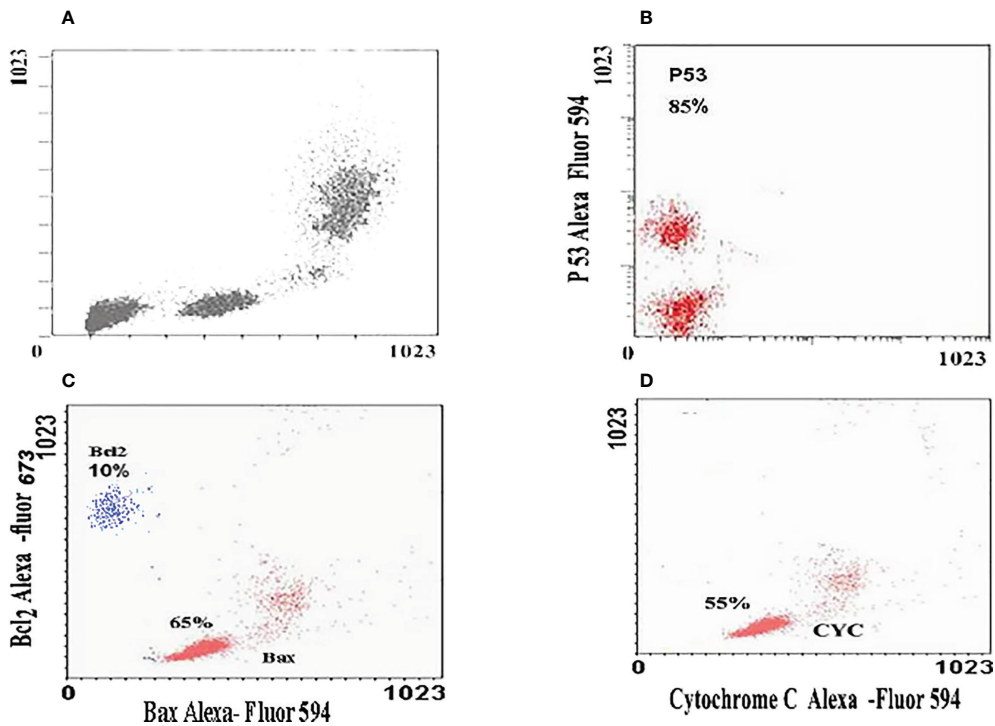 A
1023
0
1023
B
1023
P53
85%
P 53 Alexa Fluor 594
0
1023
C
1023
Bcl2
10%
Bcl2 Alexa -fluor 673
65%
Bax
0
1023
Bax Alexa- Fluor 594
D
1023
55%
CYC
0
1023
Cytochrome C Alexa -Fluor 594